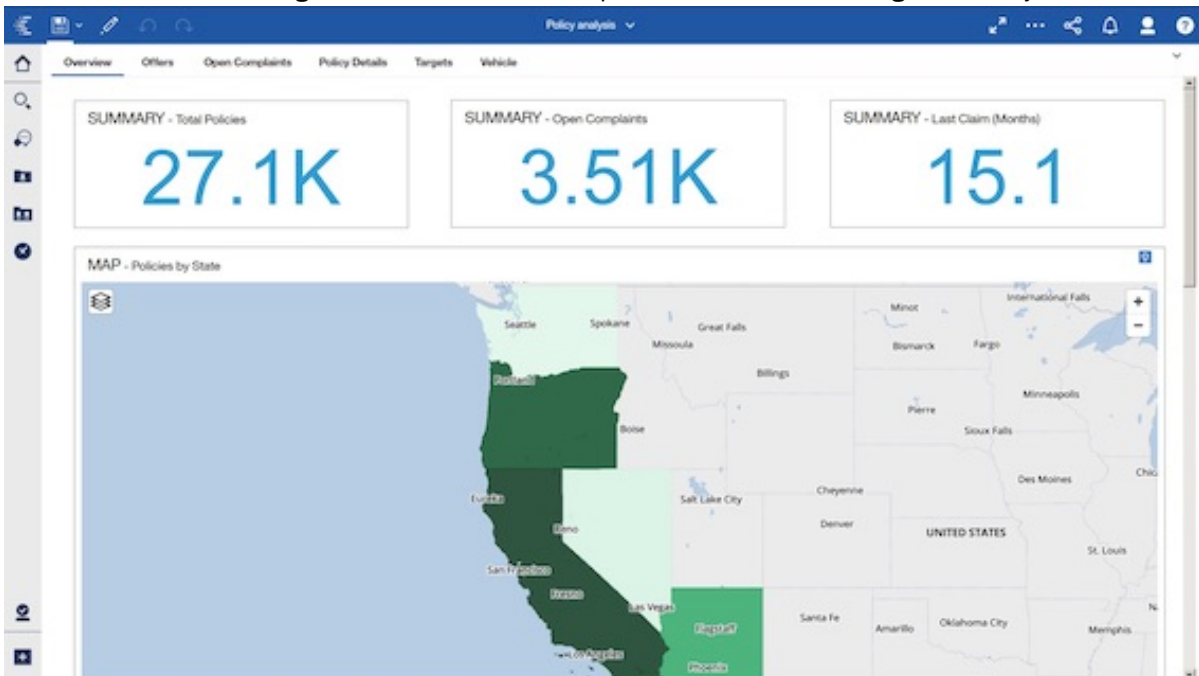 Policy analysis
Overview Offers Open Complaints Policy Details Targets Vehicle
SUMMARY - Total Policies
27.1K
SUMMARY - Open Complaints
3.51K
SUMMARY - Last Claim (Months)
15.1
MAP - Policies by State
International Falls
Minot
Seattle
Spokane
Great Falls
Missoula
Bismarck
Fargo
Billings
Portland
Minneapolis
Pierre
Boise
Sioux Falls
Des Moines
Chic
Eureka
Salt Lake City
Cheyenne
Reno
Denver
UNITED STATES
St. Louis
San Francisco
Fresno
Las Vegas
Santa Fe
Amarillo
Oklahoma City
Flagstaff
Memphis
Los Angeles
Phoenix